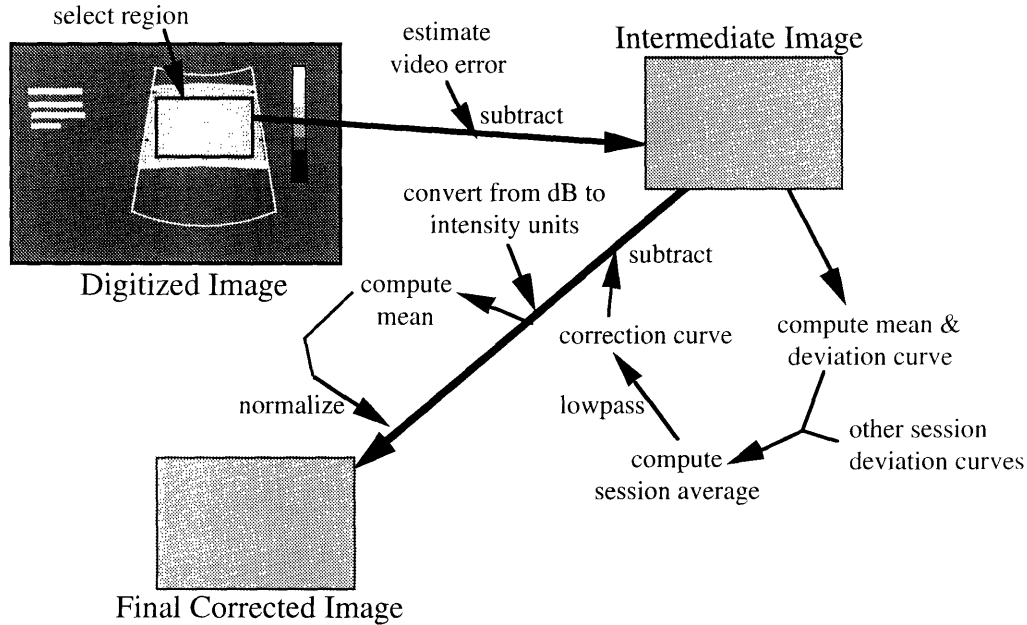 select region
estimate
video error
Intermediate Image
subtract
convert from dB to
intensity units
subtract
Digitized Image
compute
mean
correction curve
compute mean &
deviation curve
normalize
lowpass
other session
deviation curves
compute
session average
Final Corrected Image